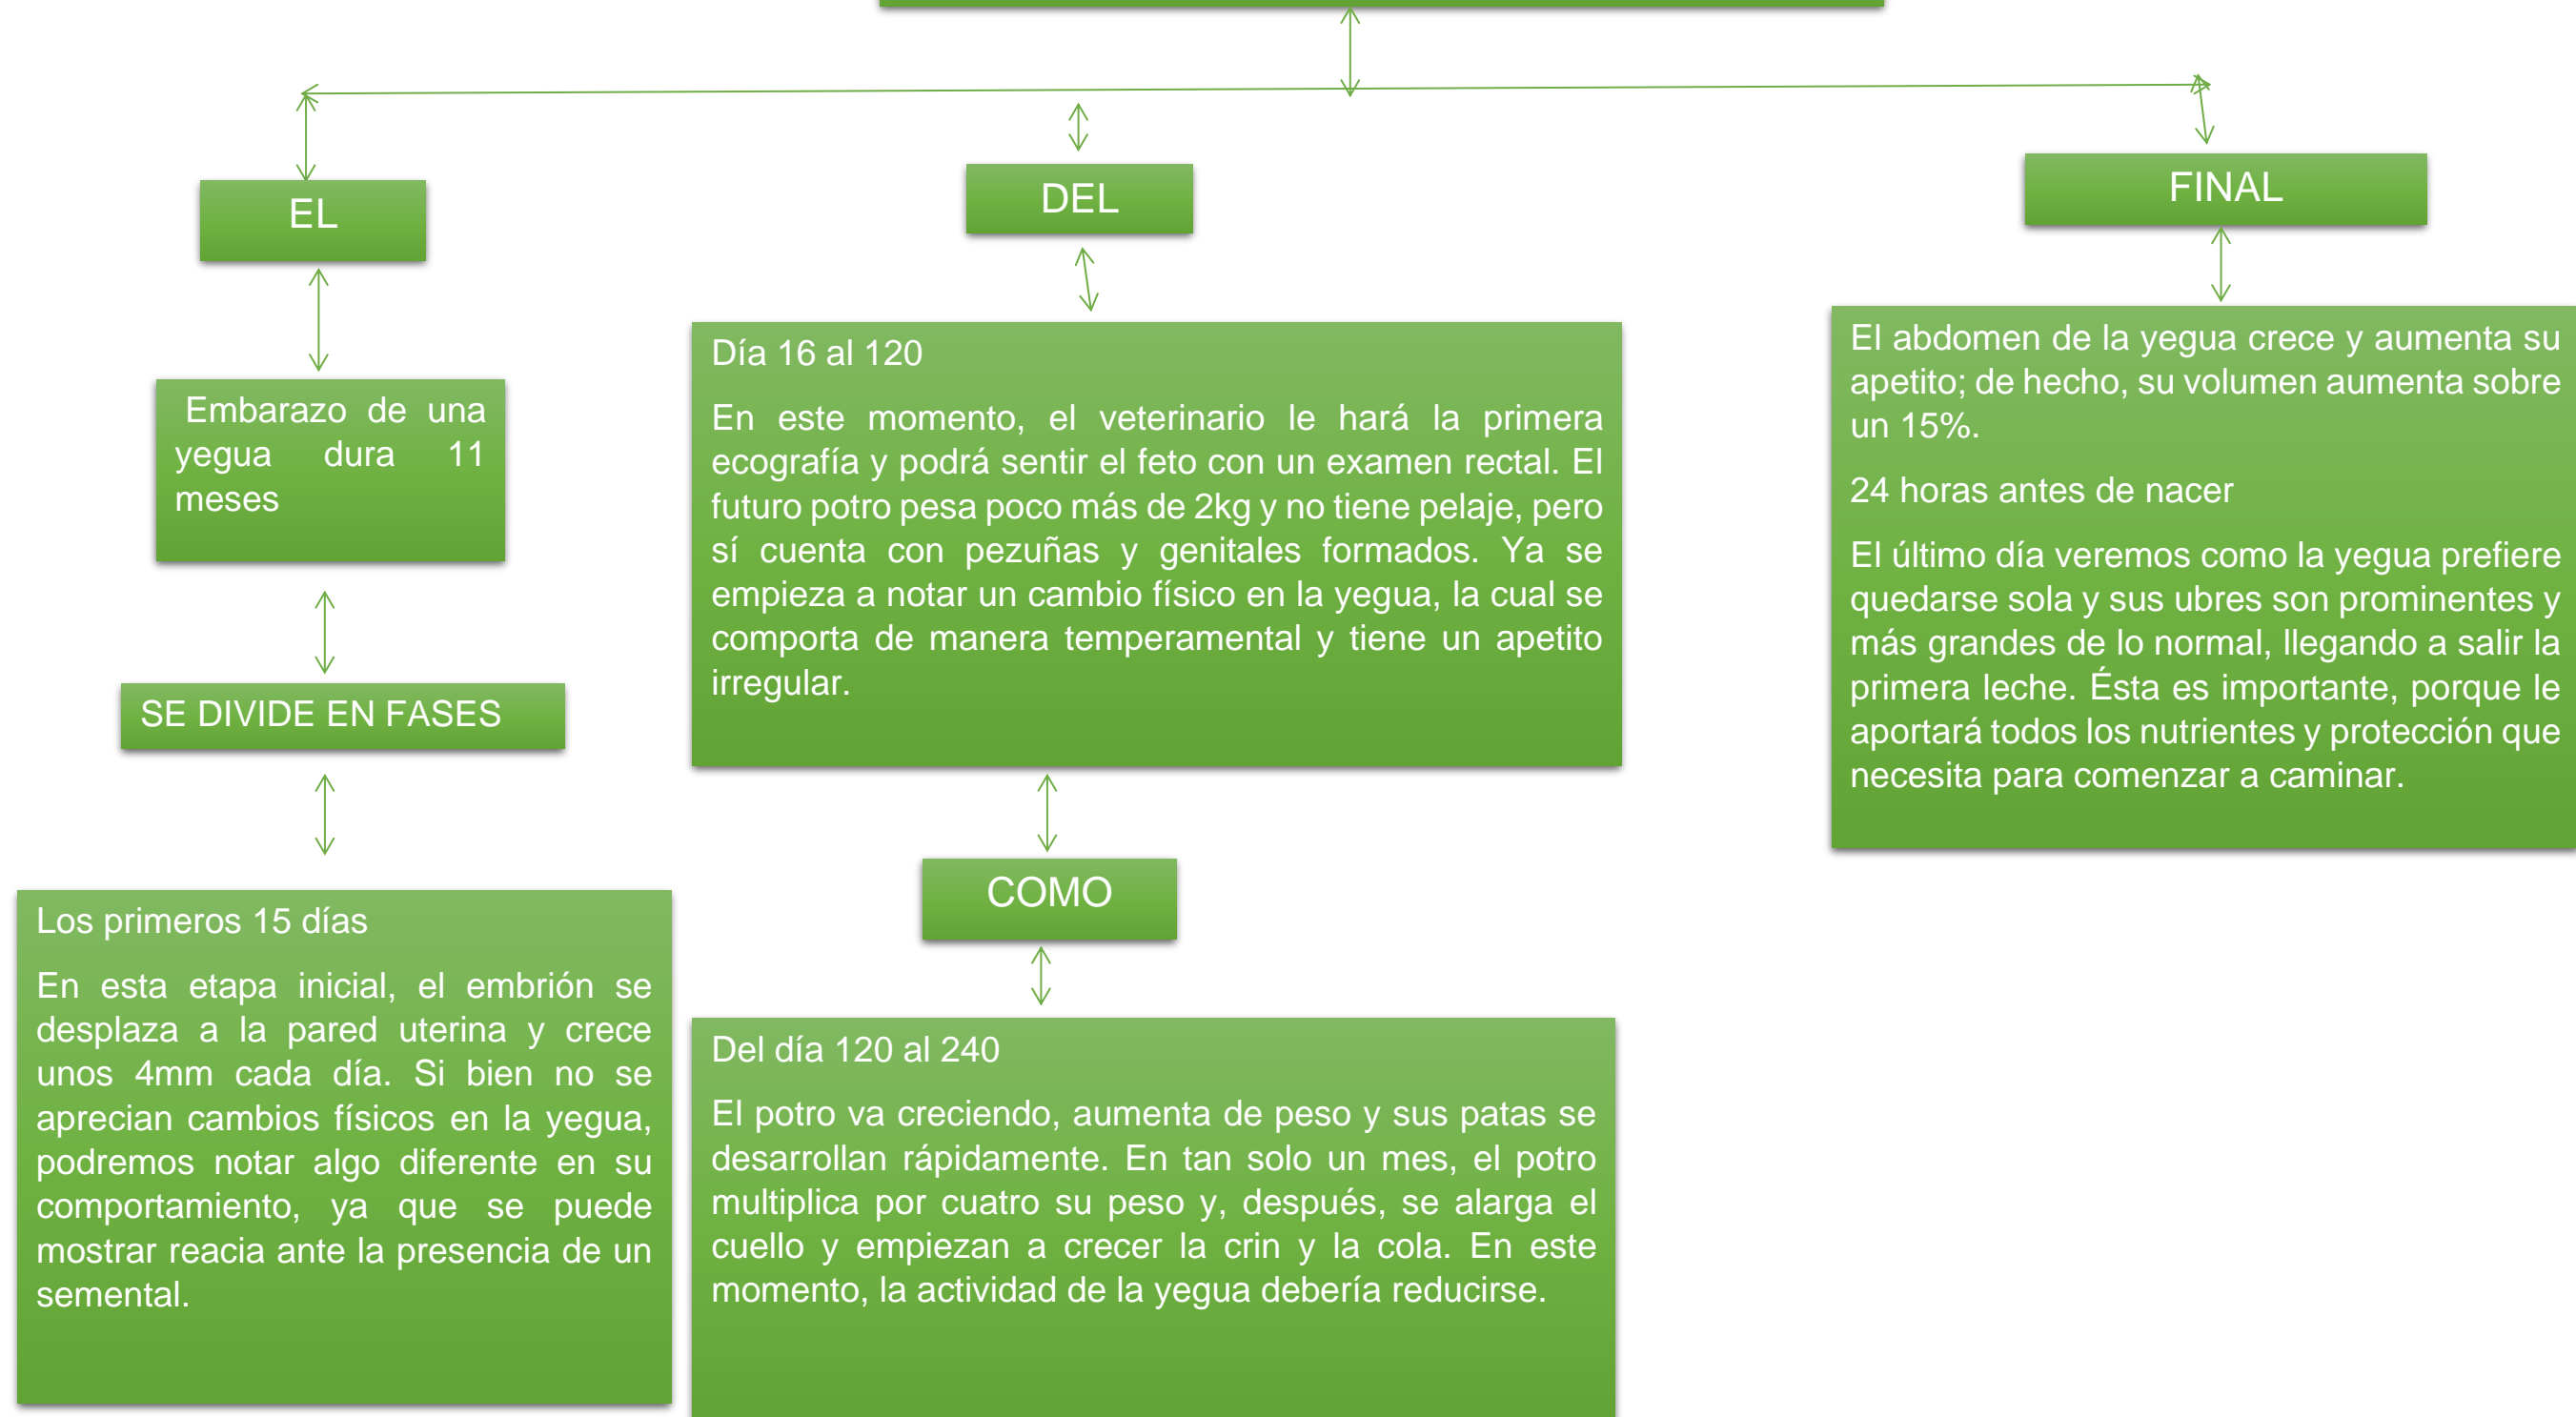 EL
Embarazo de una
yegua dura 11
meses
SE DIVIDE EN FASES
Los primeros 15 días
En esta etapa inicial, el embrión se
desplaza a la pared uterina y crece
unos 4mm cada día. Si bien no se
aprecian cambios físicos en la yegua,
podremos notar algo diferente en su
comportamiento, ya que se puede
mostrar reacia ante la presencia de un
semental.
DEL
Día 16 al 120
En este momento, el veterinario le hará la primera
ecografía y podrá sentir el feto con un examen rectal. El
futuro potro pesa poco más de 2kg y no tiene pelaje, pero
sí cuenta con pezuñas y genitales formados. Ya se
empieza a notar un cambio físico en la yegua, la cual se
comporta de manera temperamental y tiene un apetito
irregular.
COMO
Del día 120 al 240
El potro va creciendo, aumenta de peso y sus patas se
desarrollan rápidamente. En tan solo un mes, el potro
multiplica por cuatro su peso y, después, se alarga el
cuello y empiezan a crecer la crin y la cola. En este
momento, la actividad de la yegua debería reducirse.
FINAL
El abdomen de la yegua crece y aumenta su
apetito; de hecho, su volumen aumenta sobre
un 15%.
24 horas antes de nacer
El último día veremos como la yegua prefiere
quedarse sola y sus ubres son prominentes y
más grandes de lo normal, llegando a salir la
primera leche. Ésta es importante, porque le
aportará todos los nutrientes y protección que
necesita para comenzar a caminar.